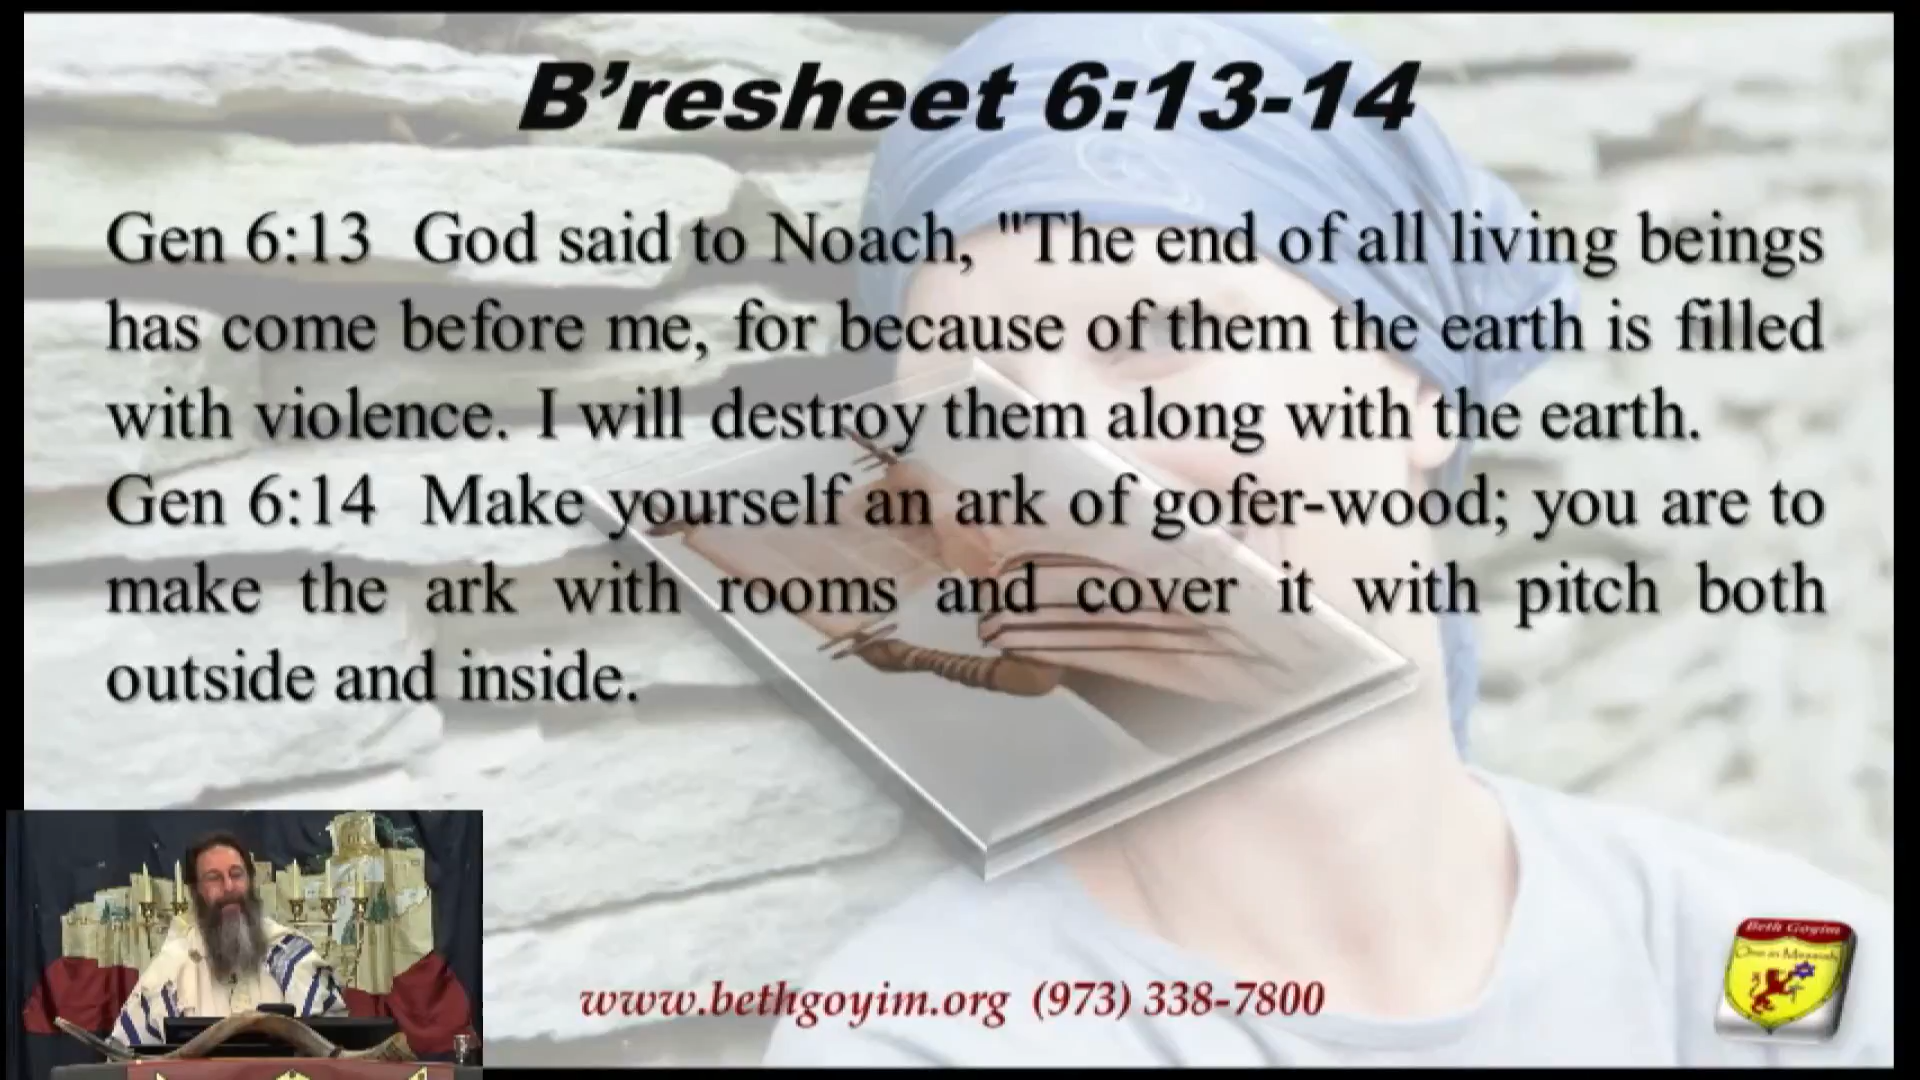 B’resheet 6:13-14
Gen 6:13 God said to Noach, "The end of all living beings
has come before me, for because of them the earth is filled
with violence. I will destroy them along with the earth.
Gen 6:14 Make yourself an ark of gofer-wood; you are to
make the ark with rooms and cover it with pitch both
outside and inside.
www.bethgoyim.org (973) 338-7800
Beth Goyim
One in Messiah